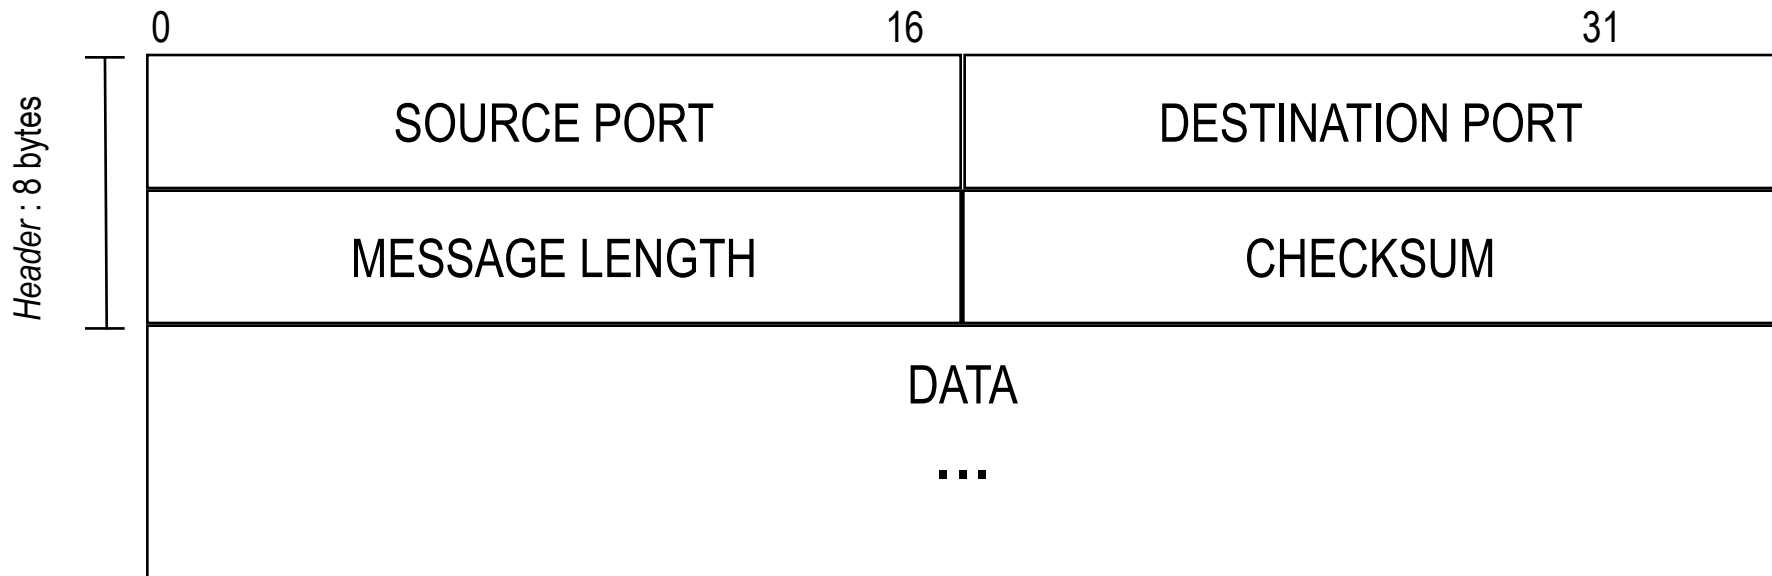 0 16 31
Header : 8 bytes
SOURCE PORT DESTINATION PORT
MESSAGE LENGTH CHECKSUM
DATA
...